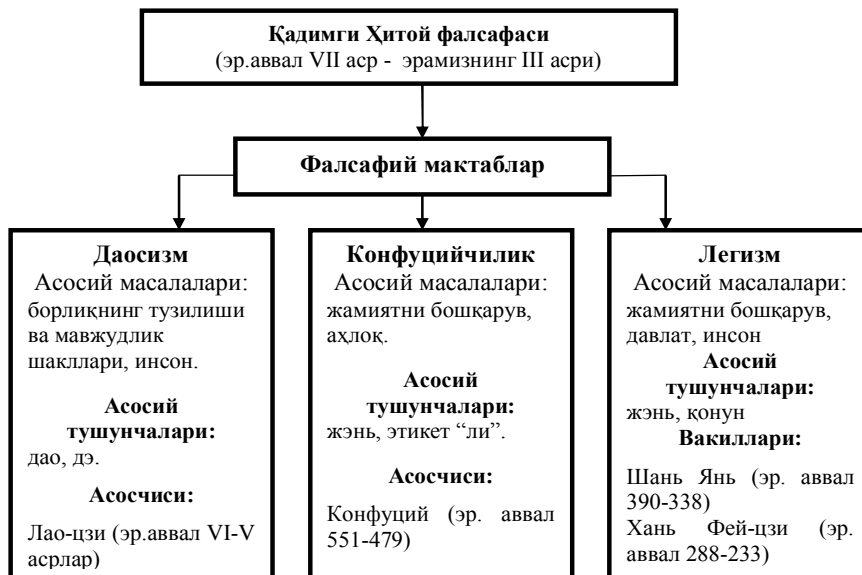 Қадимги Ҳитой фалсафаси
(эр.аввал VII аср - эрамизнинг III асри)
Фалсафий мактаблар
Даосизм
Асосий масалалари:
борлиқнинг тузилиши
ва мавжудлик
шакллари, инсон.
Асосий
тушунчалари:
дао, дэ.
Асосчиси:
Лао-цзи (эр.аввал VI-V
асрлар)
Конфуцийчилик
Асосий масалалари:
жамиятни бошқарув,
аҳлоқ.
Асосий
тушунчалари:
жэнь, этикет “ли”.
Асосчиси:
Конфуций (эр. аввал
551-479)
Легизм
Асосий масалалари:
жамиятни бошқарув,
давлат, инсон
Асосий
тушунчалари:
жэнь, қонун
Вакиллари:
Шань Янь (эр. аввал
390-338)
Хань Фей-цзи (эр.
аввал 288-233)